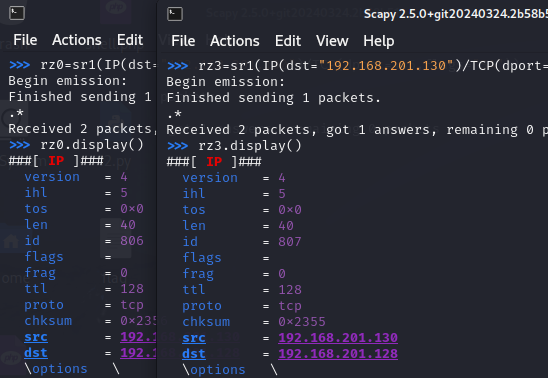 File Actions Edit
>>> rz0=sr1(IP(dst=
Begin emission:
Finished sending 1
.*
Received 2 packets,
>>> rz0.display()
###[ IP ]###
version = 4
ihl = 5
tos = 0×0
len = 40
id = 806
flags =
frag = 0
ttl = 128
proto = tcp
chksum = 0×235
src = 192.1
dst = 192.1
\options \
Scapy 2.5.0+git20240324.2b58b5
File Actions Edit View Help
>>> rz3=sr1(IP(dst="192.168.201.130")/TCP(dport=
Begin emission:
Finished sending 1 packets.
.*
Received 2 packets, got 1 answers, remaining 0 p
>>> rz3.display()
###[ IP ]###
version = 4
ihl = 5
tos = 0×0
len = 40
id = 807
flags =
frag = 0
ttl = 128
proto = tcp
chksum = 0×2355
src = 192.168.201.130
dst = 192.168.201.128
\options \